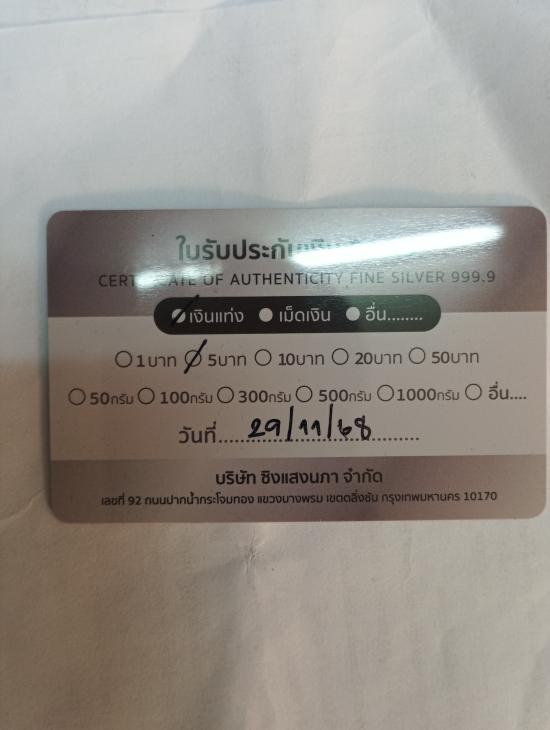 ใบรับประกัน
CERTIFICATE OF AUTHENTICITY FINE SILVER 999.9
เงินแท่ง เม็ดเงิน อื่น........
1บาท 5บาท 10บาท 20บาท 50บาท
50กรัม 100กรัม 300กรัม 500กรัม 1000กรัม อื่น....
วันที่.....29/11/68.........
บริษัท ชิงแสงนภา จำกัด
เลขที่ 92 ถนนปากน้ำกระโจมทอง แขวงบางพรม เขตตลิ่งชัน กรุงเทพมหานคร 10170